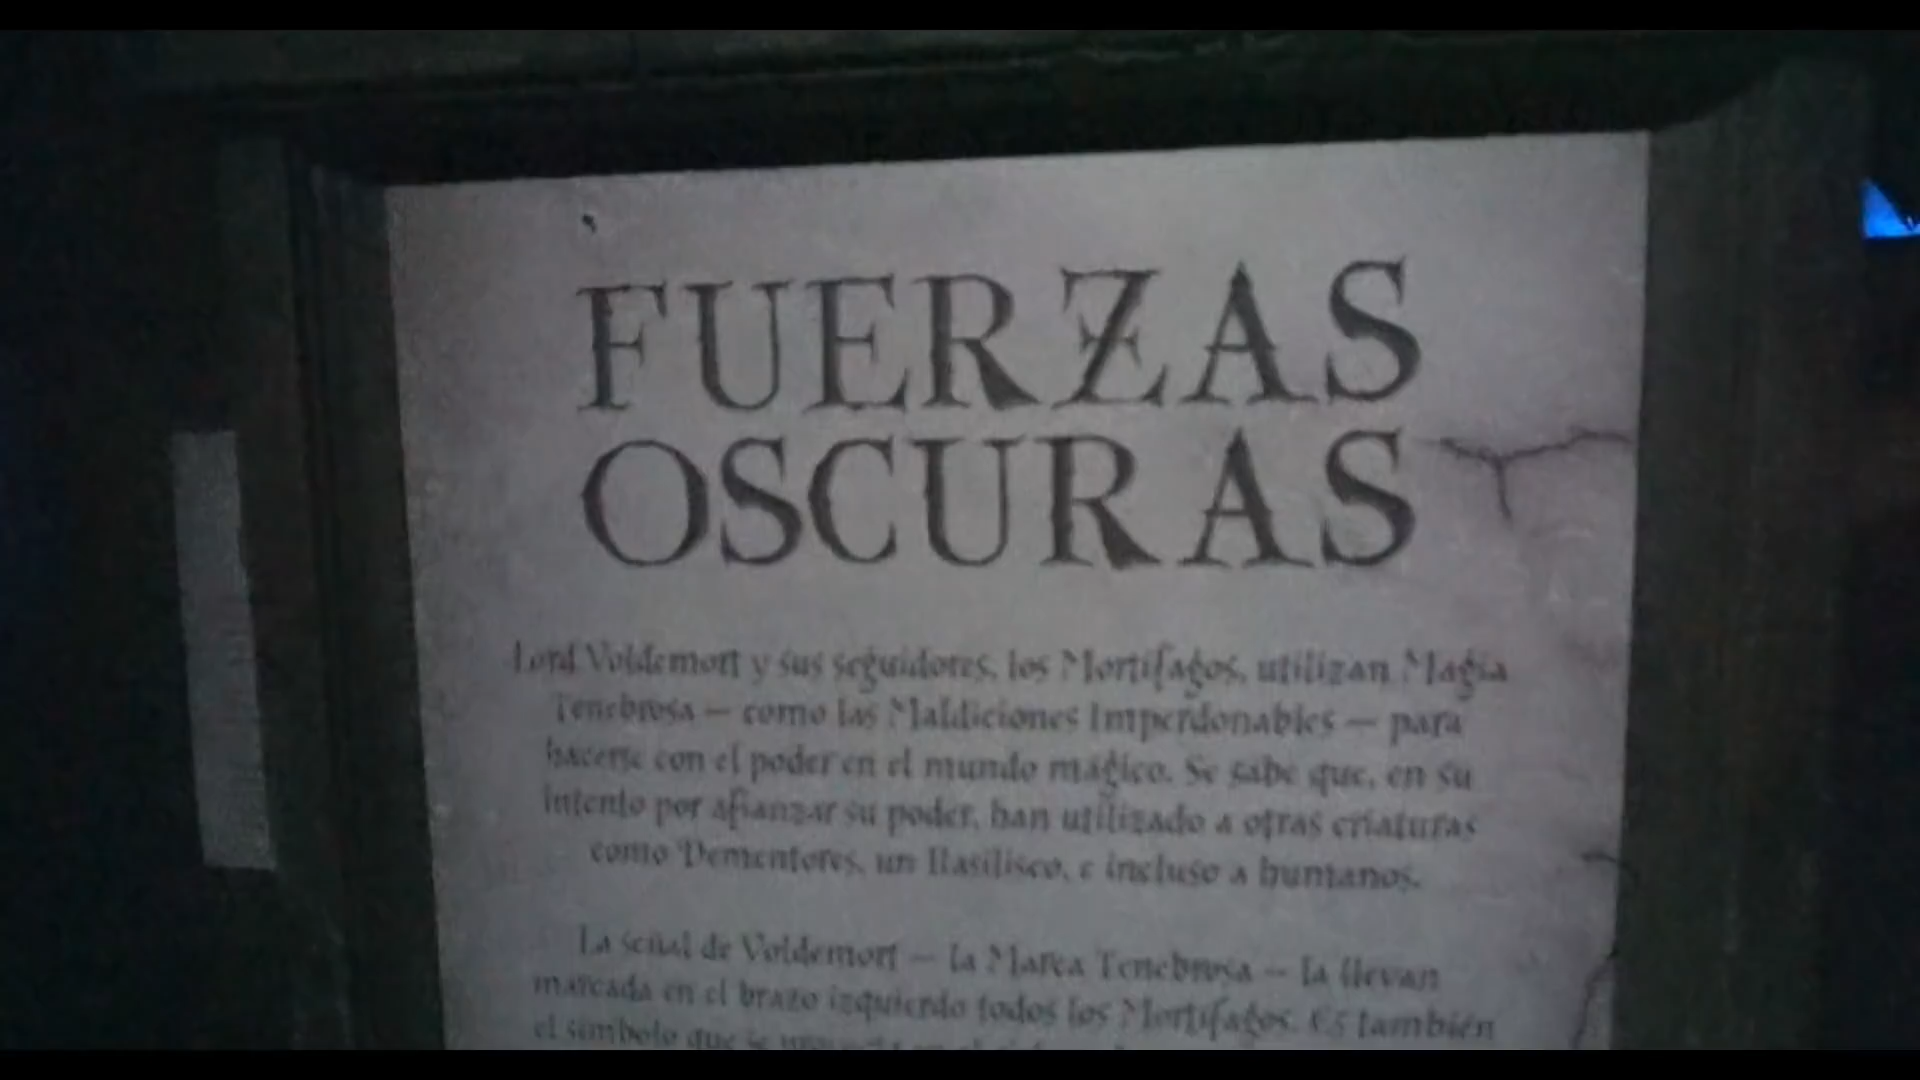 FUERZAS
OSCURAS
Lord Voldemort y sus seguidores, los Mortífagos, utilizan Magia
Tenebrosa — como las Maldiciones Imperdonables — para
hacerse con el poder en el mundo mágico. Se sabe que, en su
intento por afianzar su poder, han utilizado a otras criaturas
como Dementores, un Basilisco, e incluso a humanos.
La señal de Voldemort — la Marca Tenebrosa — la llevan
marcada en el brazo izquierdo todos los Mortífagos. Es también
el símbolo que se